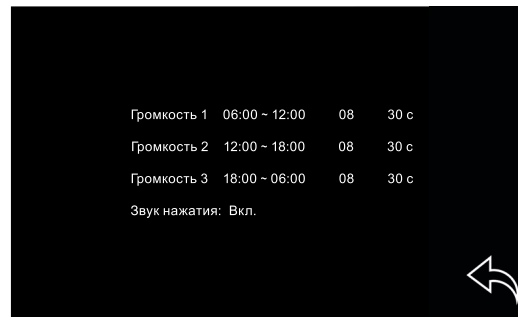 Громкость 1 06:00 ~ 12:00 08 30 с
Громкость 2 12:00 ~ 18:00 08 30 с
Громкость 3 18:00 ~ 06:00 08 30 с
Звук нажатия: Вкл.